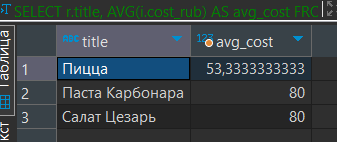 SELECT r.title, AVG(i.cost_rub) AS avg_cost FRC
title 123 avg_cost
1 Пицца 53,3333333333
2 Паста Карбонара 80
3 Салат Цезарь 80
Таблица
кст